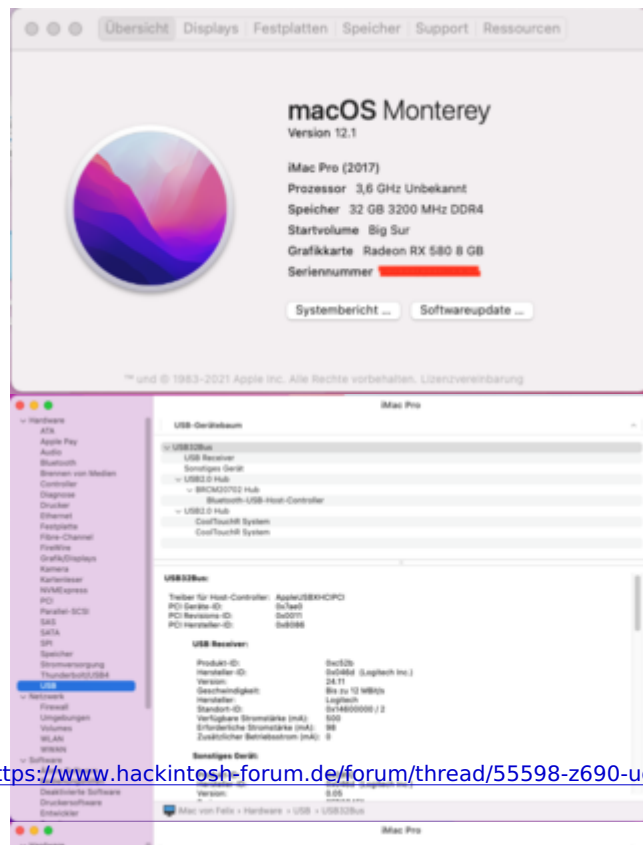 Übersicht Displays Festplatten Speicher Support Ressourcen
macOS Monterey
Version 12.1
iMac Pro (2017)
Prozessor 3,6 GHz Unbekannt
Speicher 32 GB 3200 MHz DDR4
Startvolume Big Sur
Grafikkarte Radeon RX 580 8 GB
Seriennummer
Systembericht ... Softwareupdate ...
™ und © 1983-2021 Apple Inc. Alle Rechte vorbehalten. Lizenzvereinbarung
iMac Pro
Hardware
ATA
Apple Pay
Audio
Bluetooth
Brennen von Medien
Controller
Diagnose
Drucker
Ethernet
Festplatte
Fibre-Channel
FireWire
Grafik/Displays
Kamera
Kartenleser
NVMExpress
PCI
Parallel-SCSI
SAS
SATA
SPI
Speicher
Stromversorgung
Thunderbolt/USB4
USB
Netzwerk
Firewall
Umgebungen
Volumes
WLAN
WWAN
Software
Deaktivierte Software
Druckersoftware
Entwickler
USB-Gerätebaum
USB32Bus
USB Receiver
Sonstiges Gerät
USB2.0 Hub
BRCM20702 Hub
Bluetooth-USB-Host-Controller
USB2.0 Hub
CoolTouchR System
CoolTouchR System
USB32Bus:
Treiber für Host-Controller: AppleUSBXHCIPCI
PCI Geräte-ID: 0x7ae0
PCI Revisions-ID: 0x0011
PCI Hersteller-ID: 0x8086
USB Receiver:
Produkt-ID: 0xc52b
Hersteller-ID: 0x046d (Logitech Inc.)
Version: 24.11
Geschwindigkeit: Bis zu 12 MBit/s
Hersteller: Logitech
Standort-ID: 0x14600000 / 2
Verfügbare Stromstärke (mA): 500
Erforderliche Stromstärke (mA): 98
Zusätzlicher Betriebsstrom (mA): 0
Sonstiges Gerät:
ttps://www.hackintosh-forum.de/forum/thread/55598-z690-u
Version: 0.05
iMac von Felix › Hardware › USB › USB32Bus
iMac Pro